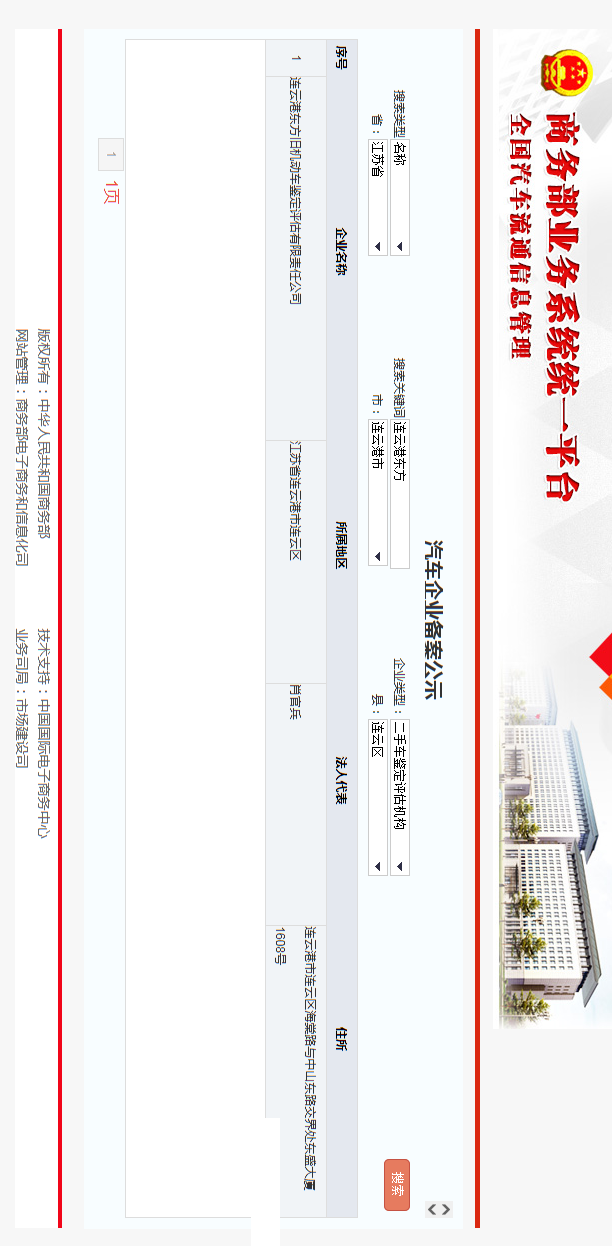 商务部业务系统统一平台
全国汽车流通信息管理
汽车企业备案公示
搜索类型 名称 搜索关键词 连云港东方 企业类型： 二手车鉴定评估机构
省： 江苏省 市： 连云港市 县： 连云区
搜索
序号 企业名称 所属地区 法人代表 住所
1 连云港东方旧机动车鉴定评估有限责任公司 江苏省连云港市连云区 肖官兵 连云港市连云区海棠路与中山东路交界处东盛大厦
1608号
1 1页
版权所有：中华人民共和国商务部 技术支持：中国国际电子商务中心
网站管理：商务部电子商务和信息化司 业务司局：市场建设司